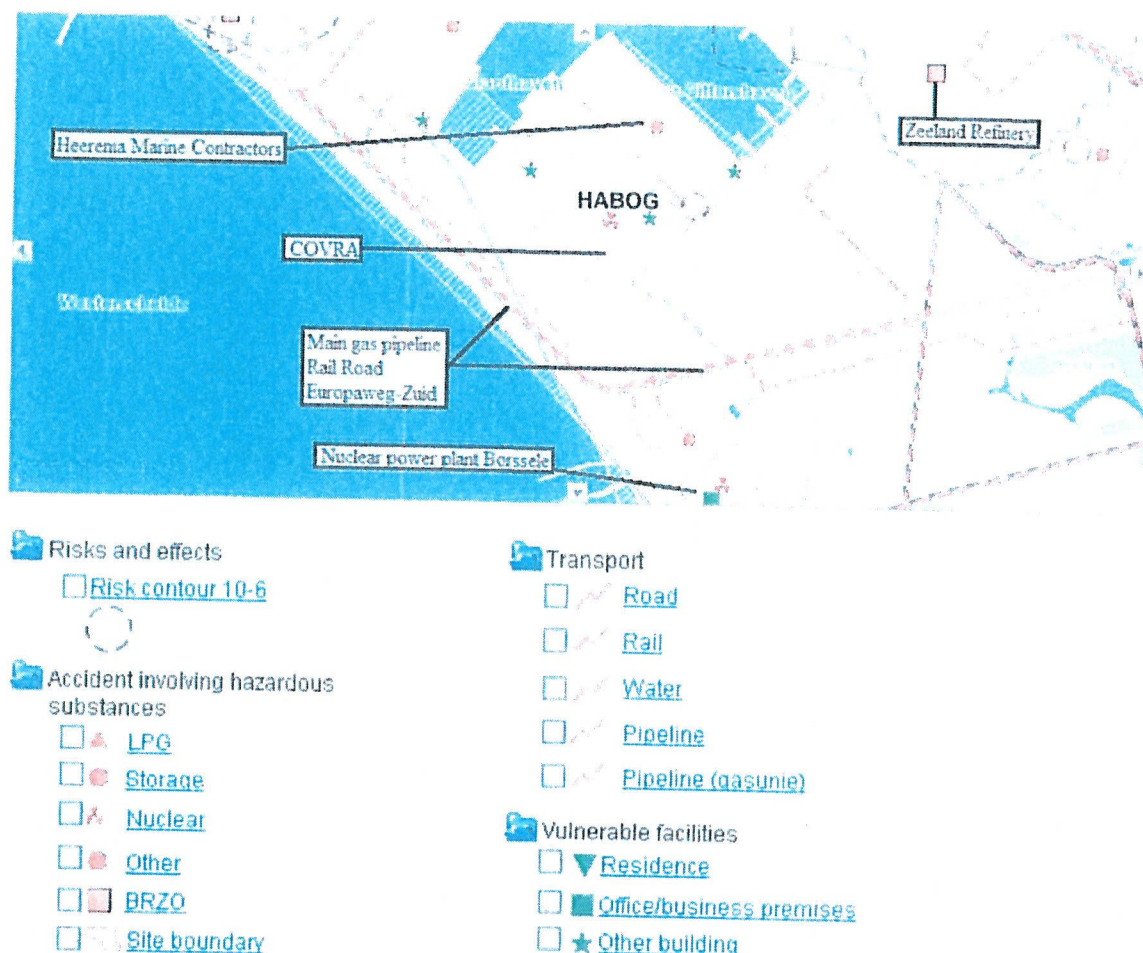 Zeeland Refinery
Heerema Marine Contractors
HABOG
COVRA
Main gas pipeline
Rail Road
Europaweg-Zuid
Nuclear power plant Borssele
Risks and effects
Risk contour 10-6
Accident involving hazardous
substances
LPG
Storage
Nuclear
Other
BRZO
Site boundary
Transport
Road
Rail
Water
Pipeline
Pipeline (gasunie)
Vulnerable facilities
Residence
Office/business premises
Other building